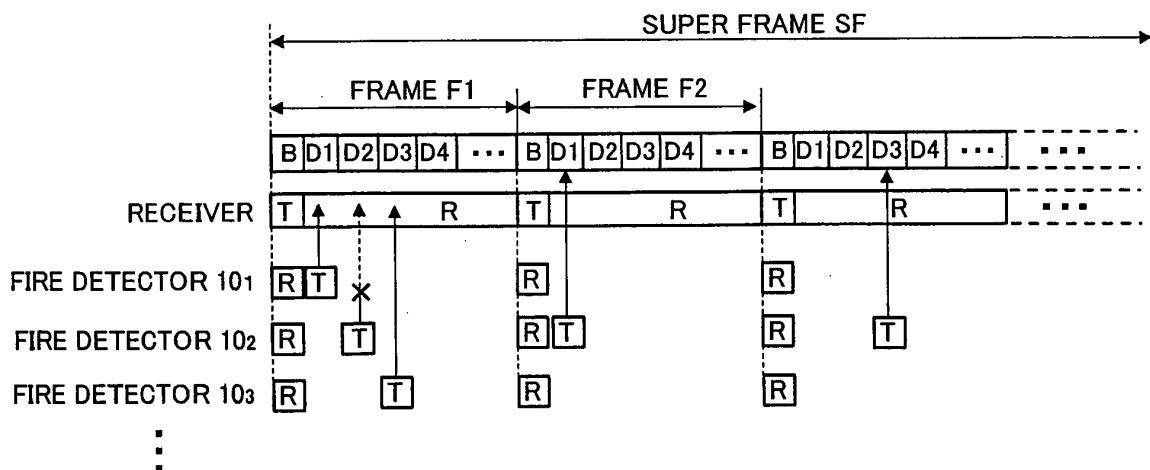 SUPER FRAME SF
FRAME F1 FRAME F2
B D1 D2 D3 D4 ··· B D1 D2 D3 D4 ··· B D1 D2 D3 D4 ··· ···
RECEIVER T R T R T R ···
FIRE DETECTOR 10₁ R T R R
FIRE DETECTOR 10₂ R T R T R T
FIRE DETECTOR 10₃ R T R R